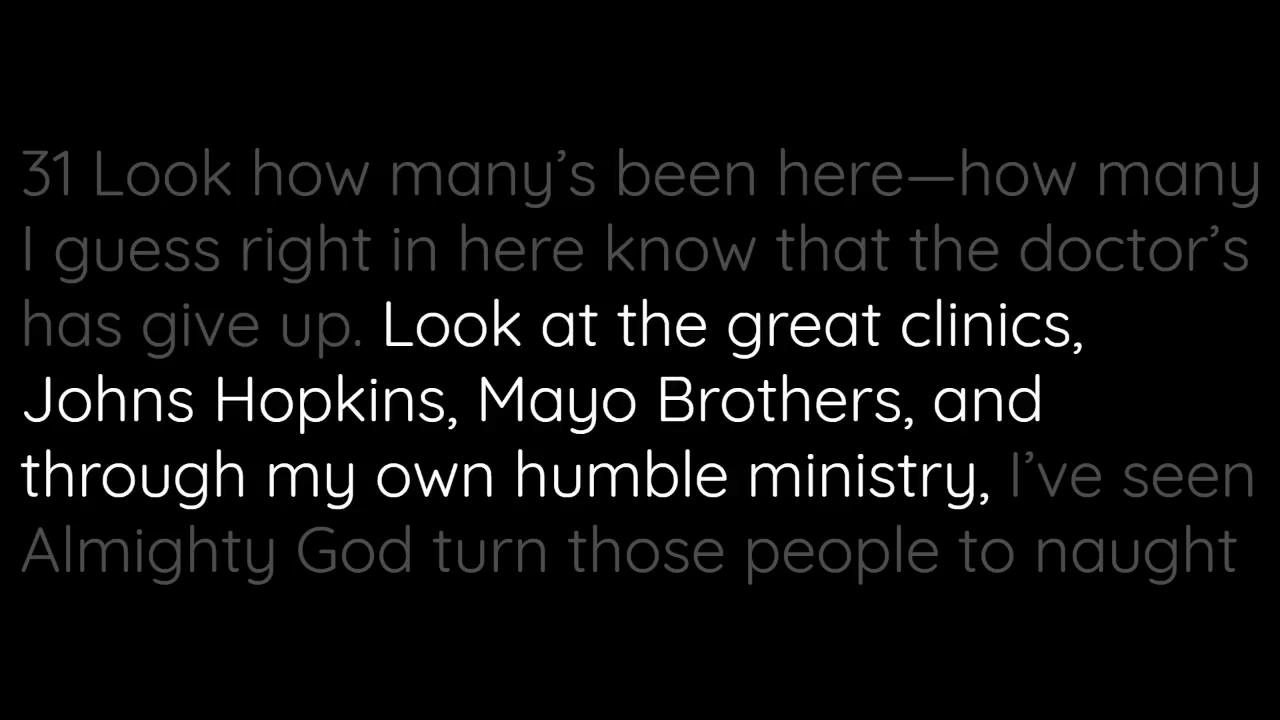 31 Look how many’s been here—how many
I guess right in here know that the doctor’s
has give up. Look at the great clinics,
Johns Hopkins, Mayo Brothers, and
through my own humble ministry, I’ve seen
Almighty God turn those people to naught